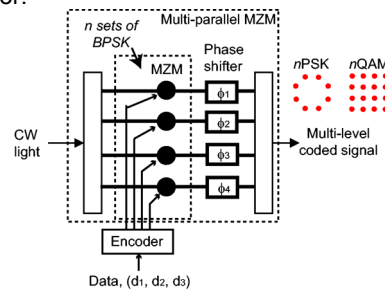 or.
Multi-parallel MZM
n sets of
BPSK
Phase
shifter
MZM
nPSK nQAM
ϕ1
ϕ2
CW
light
Multi-level
coded signal
ϕ3
ϕ4
Encoder
Data, (d1, d2, d3)